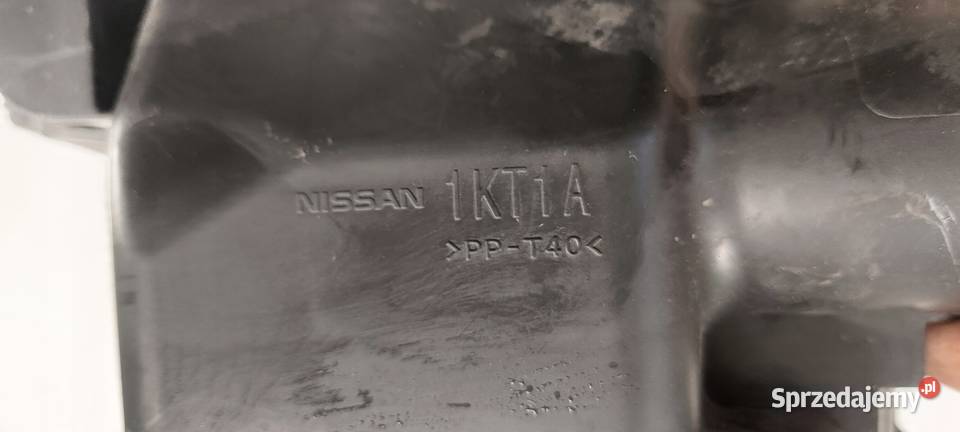 NISSAN 1KT1A
>PP-T40<
Sprzedajemy.pl